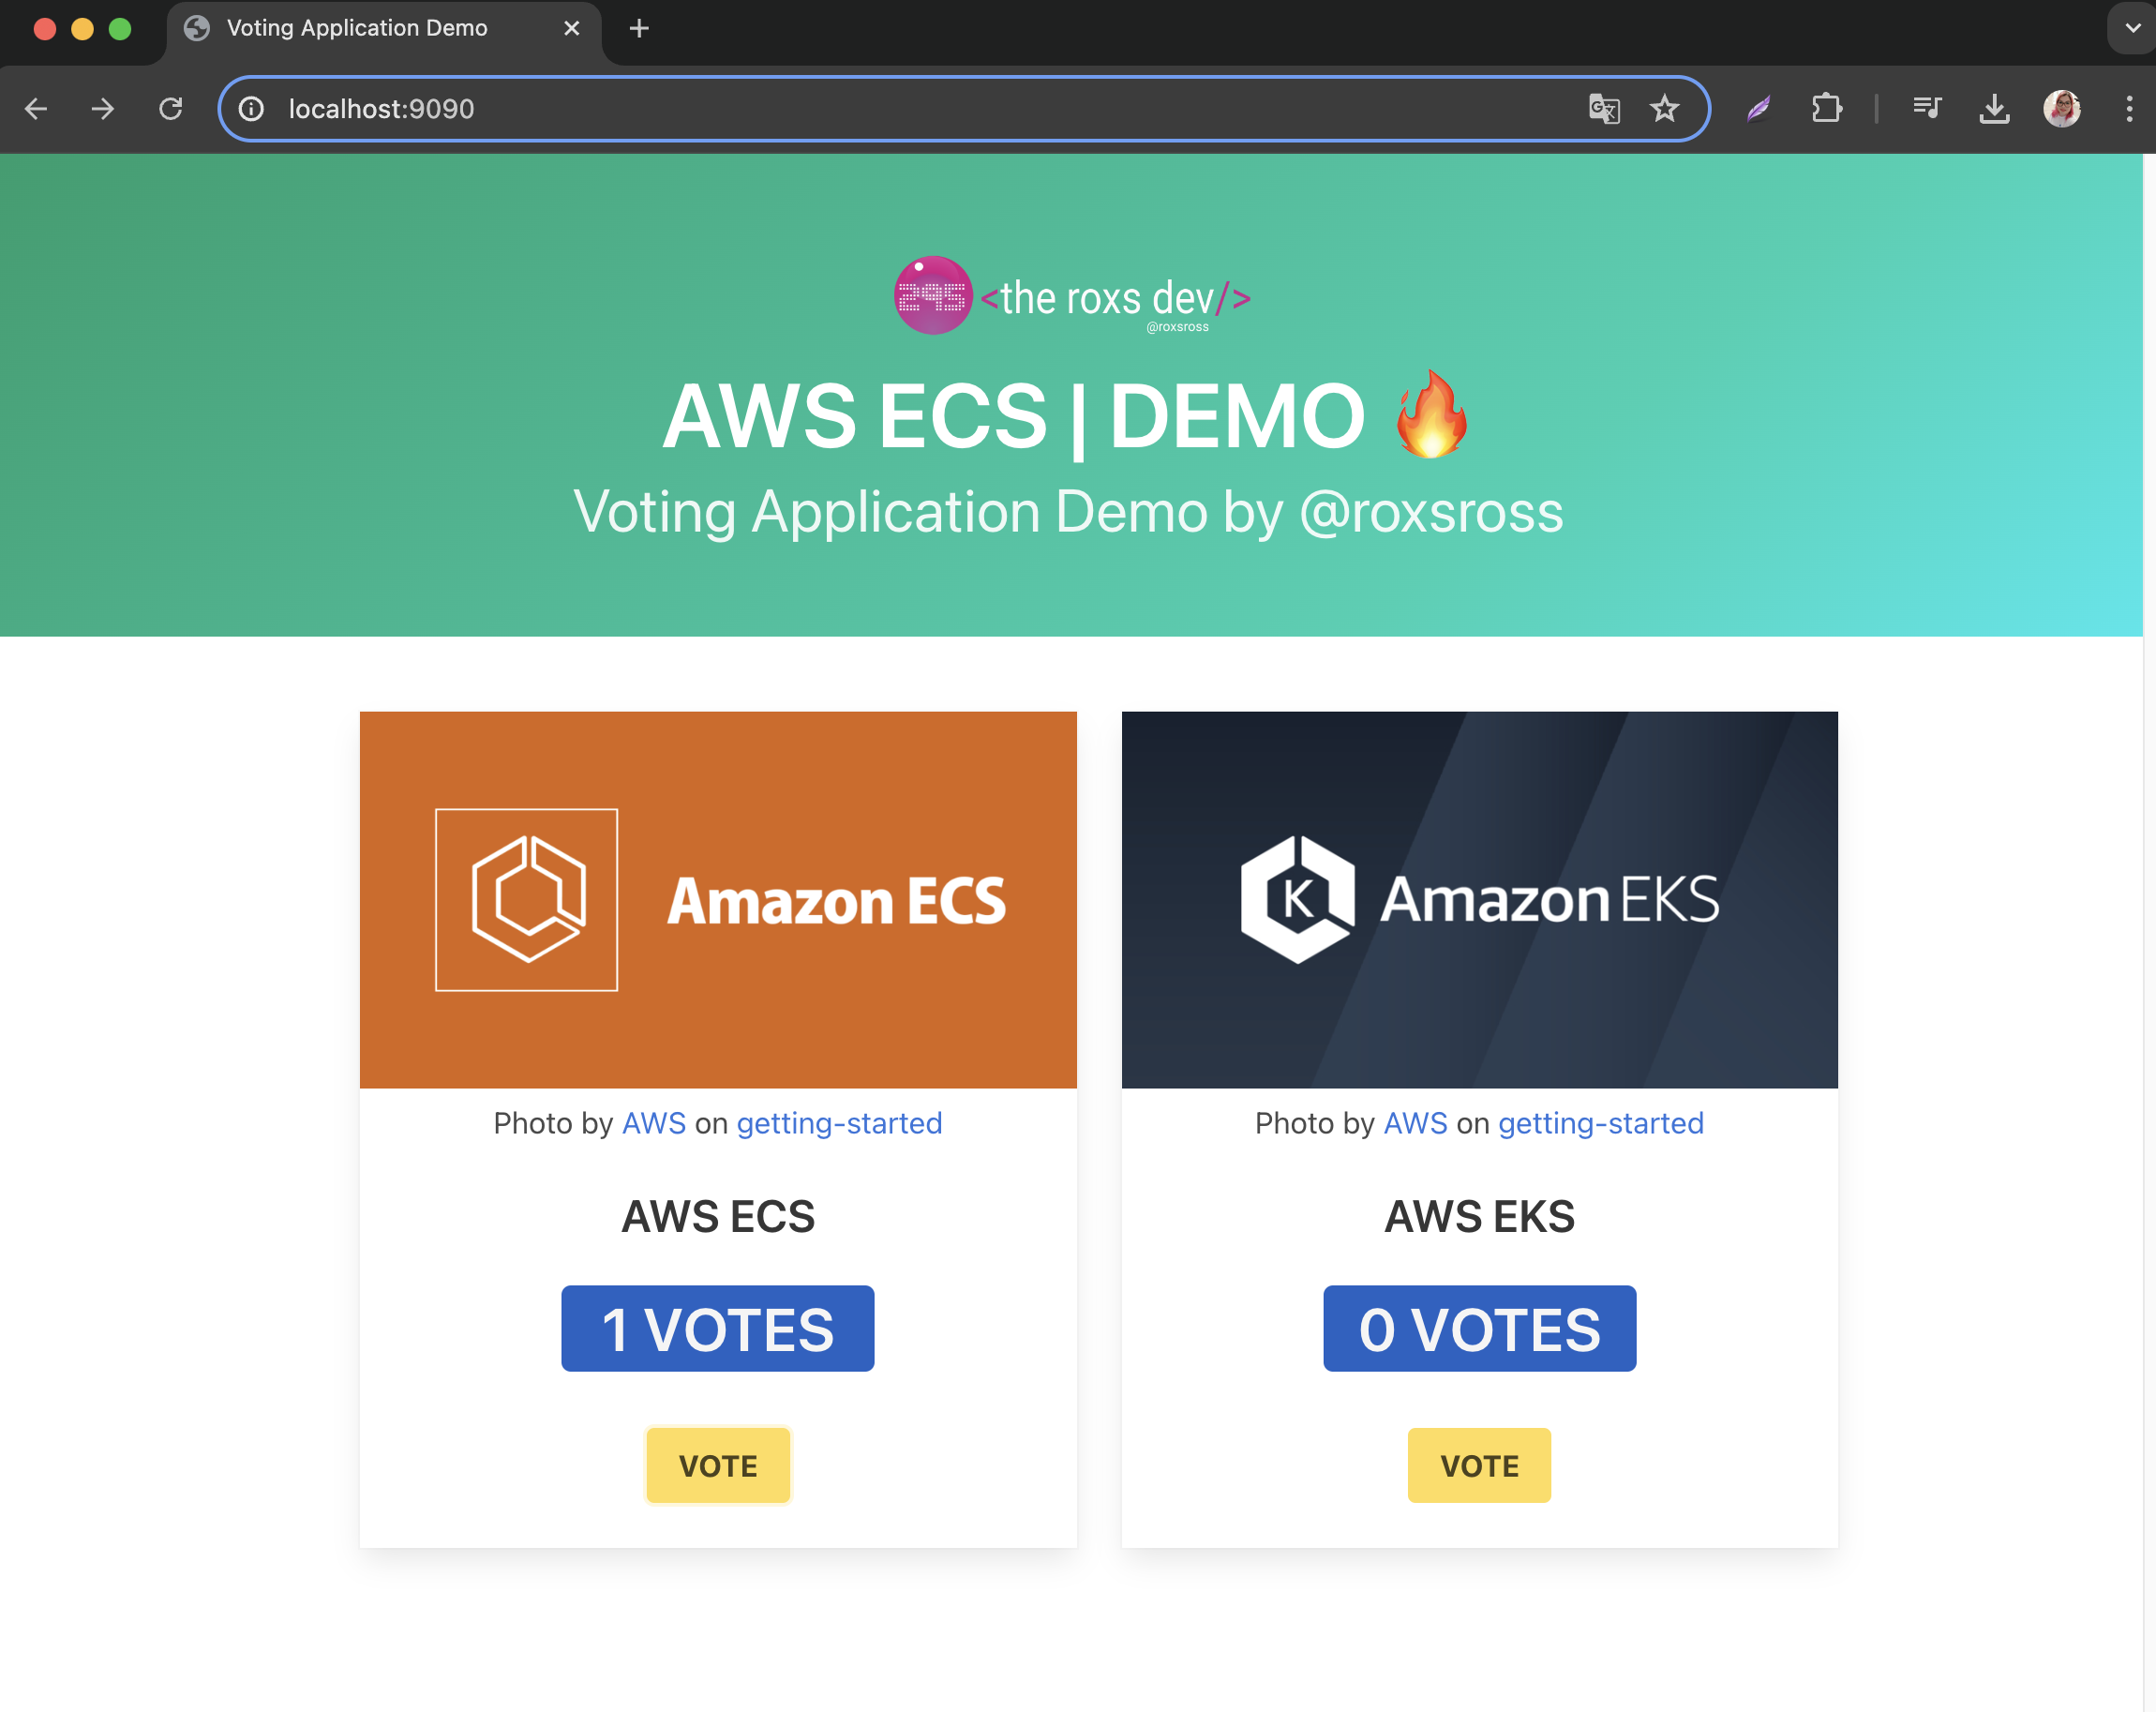 Voting Application Demo
localhost:9090
295 <the roxs dev/>
@roxsross
AWS ECS | DEMO 🔥
Voting Application Demo by @roxsross
Amazon ECS
K Amazon EKS
Photo by AWS on getting-started
Photo by AWS on getting-started
AWS ECS
AWS EKS
1 VOTES
0 VOTES
VOTE
VOTE